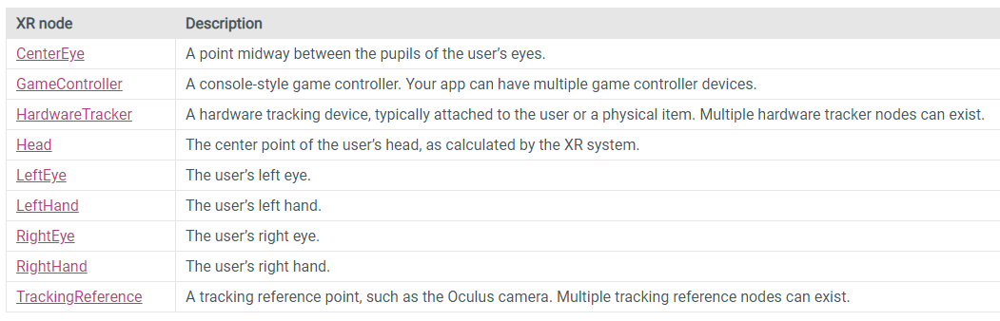 XR node Description
CenterEye A point midway between the pupils of the user’s eyes.
GameController A console-style game controller. Your app can have multiple game controller devices.
HardwareTracker A hardware tracking device, typically attached to the user or a physical item. Multiple hardware tracker nodes can exist.
Head The center point of the user’s head, as calculated by the XR system.
LeftEye The user’s left eye.
LeftHand The user’s left hand.
RightEye The user’s right eye.
RightHand The user’s right hand.
TrackingReference A tracking reference point, such as the Oculus camera. Multiple tracking reference nodes can exist.